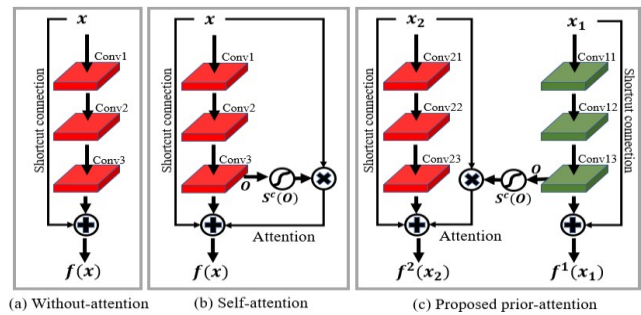 x
Conv1
Conv2
Conv3
Shortcut connection
f(x)
(a) Without-attention
x
Conv1
Conv2
Conv3
Shortcut connection
O
S^c(O)
Attention
f(x)
(b) Self-attention
x_2
Conv21
Conv22
Conv23
Shortcut connection
Attention
f^2(x_2)
x_1
Conv11
Conv12
Conv13
Shortcut connection
O
S^c(O)
f^1(x_1)
(c) Proposed prior-attention